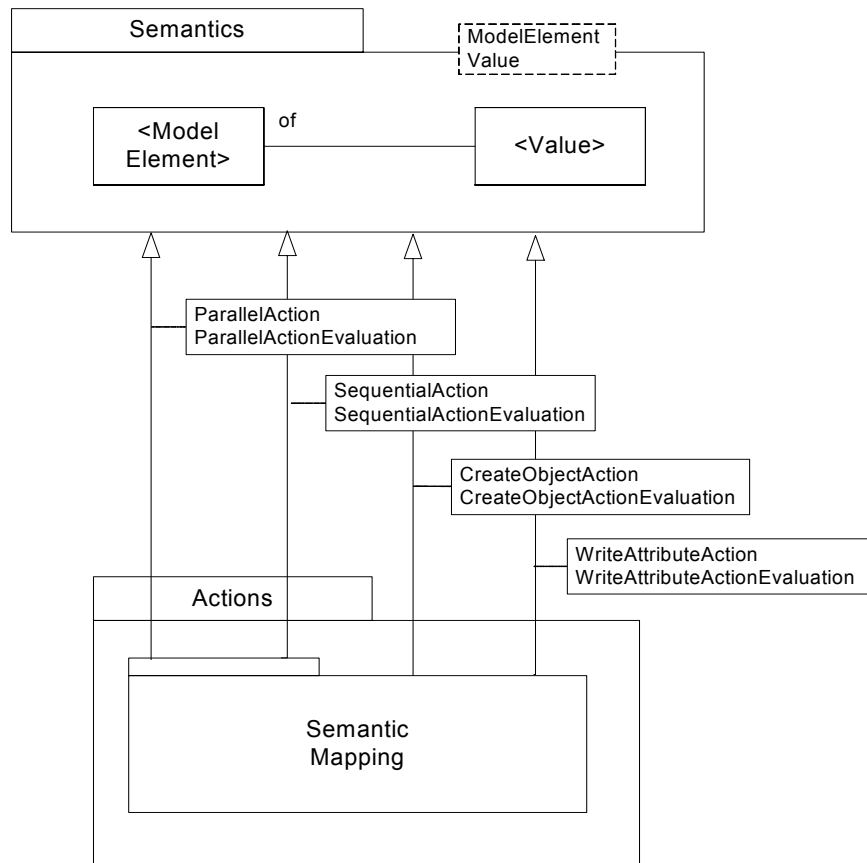 Semantics
ModelElement
Value
<Model
Element>
of
<Value>
ParallelAction
ParallelActionEvaluation
SequentialAction
SequentialActionEvaluation
CreateObjectAction
CreateObjectActionEvaluation
WriteAttributeAction
WriteAttributeActionEvaluation
Actions
Semantic
Mapping